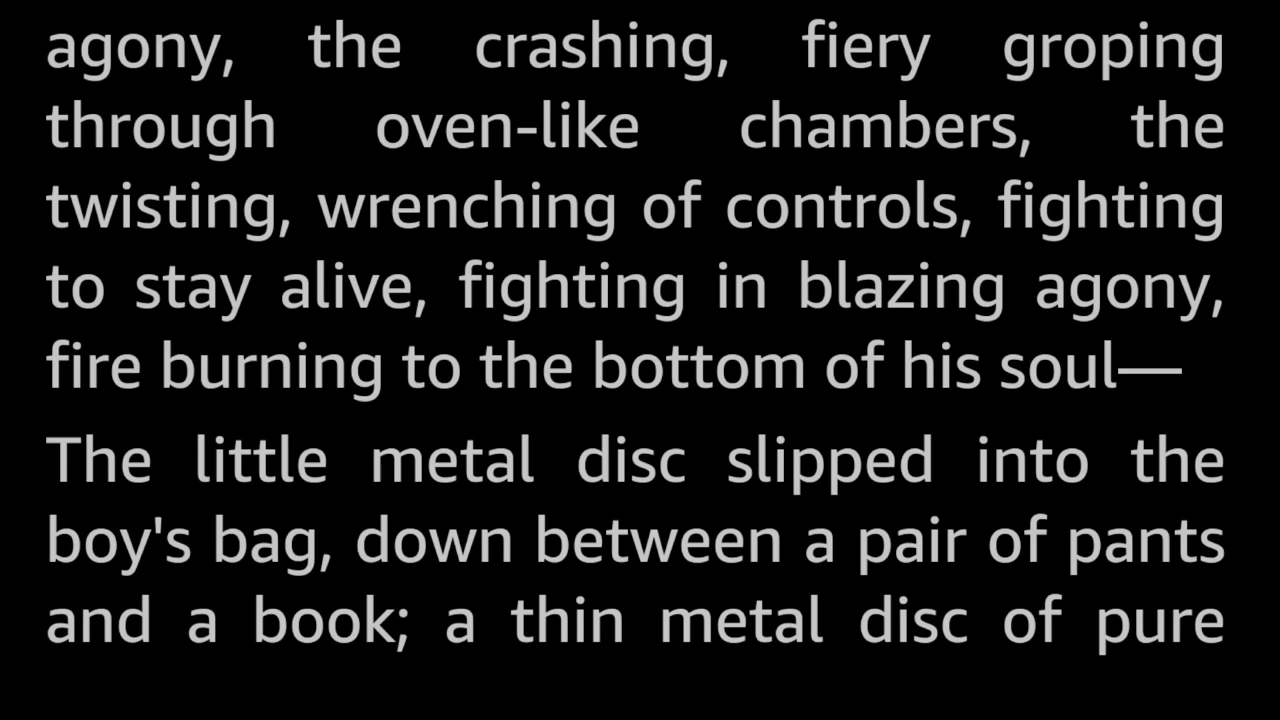 agony, the crashing, fiery groping
through oven-like chambers, the
twisting, wrenching of controls, fighting
to stay alive, fighting in blazing agony,
fire burning to the bottom of his soul—
The little metal disc slipped into the
boy's bag, down between a pair of pants
and a book; a thin metal disc of pure